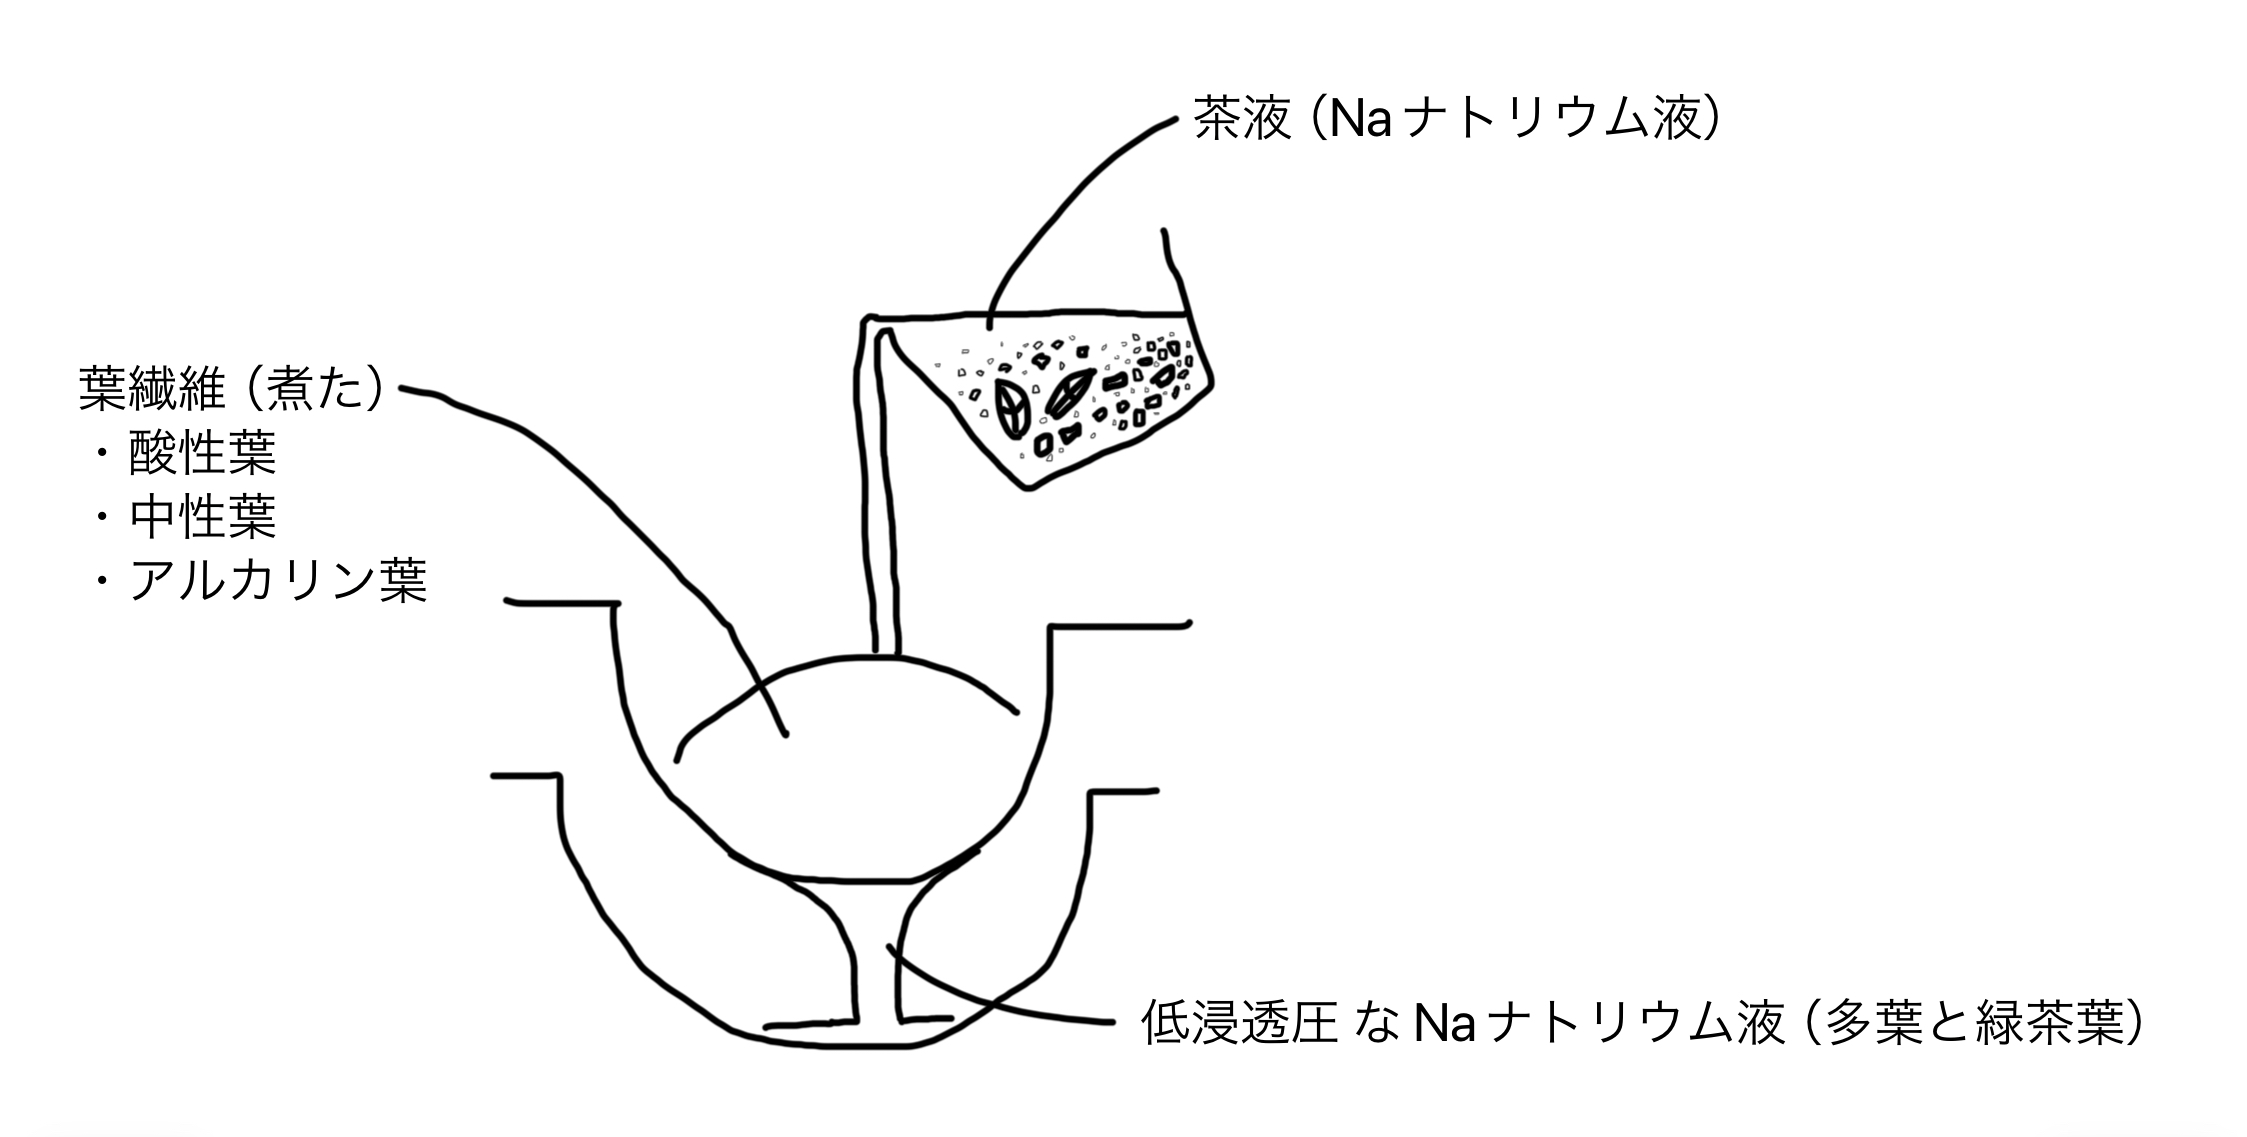 茶液（Naナトリウム液）
葉繊維（煮た）
・酸性葉
・中性葉
・アルカリン葉
低浸透圧 なNaナトリウム液（多葉と緑茶葉）